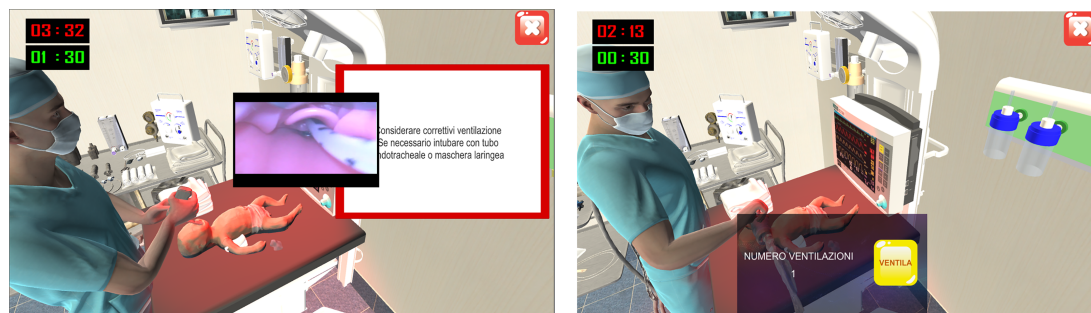 03 : 32
01 : 30
Considerare correttivi ventilazione
Se necessario intubare con tubo
endotracheale o maschera laringea
02 : 13
00 : 30
NUMERO VENTILAZIONI
1
VENTILA